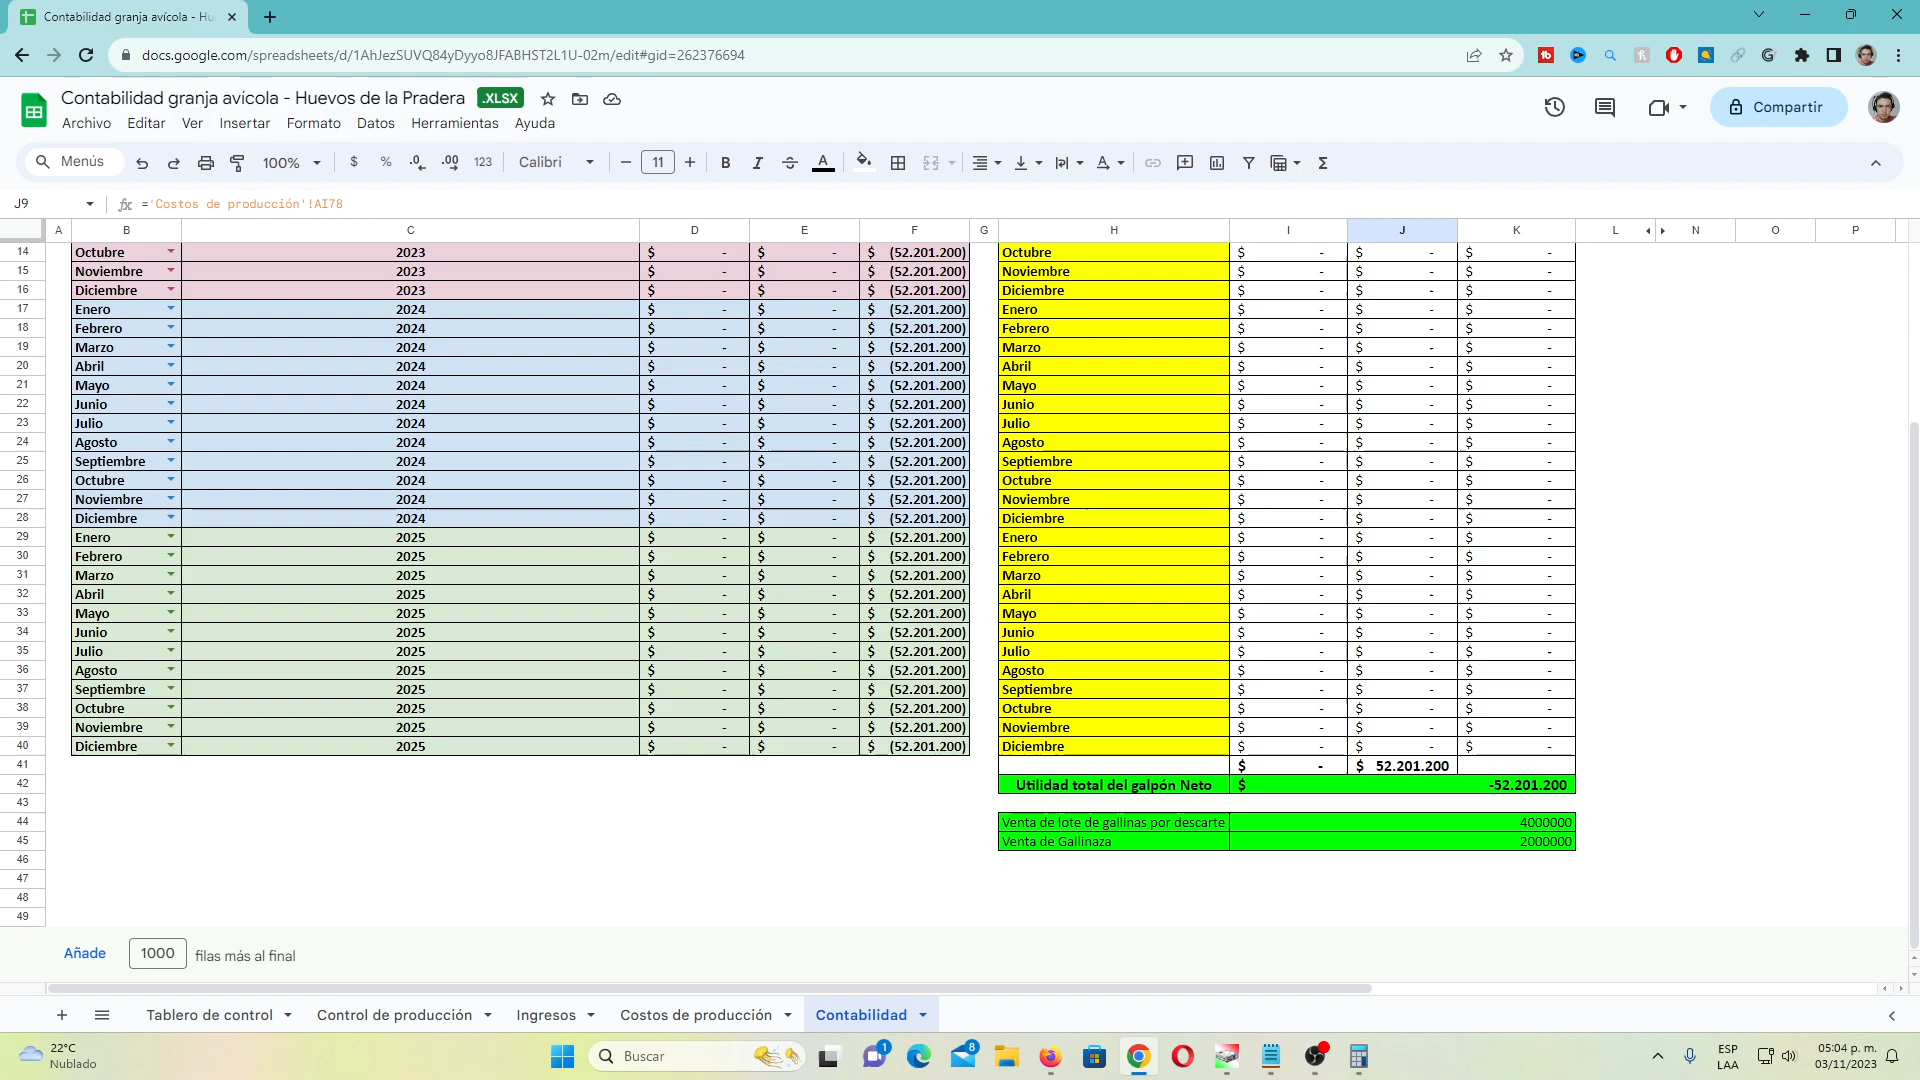 Contabilidad granja avícola - Hu
docs.google.com/spreadsheets/d/1AhJezSUVQ84yDyyo8JFABHST2L1U-02m/edit#gid=262376694
Contabilidad granja avícola - Huevos de la Pradera .XLSX
Archivo Editar Ver Insertar Formato Datos Herramientas Ayuda
Compartir
Menús 100% $ % .0 .00 123 Calibri 11 B I A Σ
J9 fx ='Costos de producción'!AI78
A B C D E F G H I J K L N O P
14 Octubre 2023 $ - $ - $ (52.201.200) Octubre $ - $ - $ -
15 Noviembre 2023 $ - $ - $ (52.201.200) Noviembre $ - $ - $ -
16 Diciembre 2023 $ - $ - $ (52.201.200) Diciembre $ - $ - $ -
17 Enero 2024 $ - $ - $ (52.201.200) Enero $ - $ - $ -
18 Febrero 2024 $ - $ - $ (52.201.200) Febrero $ - $ - $ -
19 Marzo 2024 $ - $ - $ (52.201.200) Marzo $ - $ - $ -
20 Abril 2024 $ - $ - $ (52.201.200) Abril $ - $ - $ -
21 Mayo 2024 $ - $ - $ (52.201.200) Mayo $ - $ - $ -
22 Junio 2024 $ - $ - $ (52.201.200) Junio $ - $ - $ -
23 Julio 2024 $ - $ - $ (52.201.200) Julio $ - $ - $ -
24 Agosto 2024 $ - $ - $ (52.201.200) Agosto $ - $ - $ -
25 Septiembre 2024 $ - $ - $ (52.201.200) Septiembre $ - $ - $ -
26 Octubre 2024 $ - $ - $ (52.201.200) Octubre $ - $ - $ -
27 Noviembre 2024 $ - $ - $ (52.201.200) Noviembre $ - $ - $ -
28 Diciembre 2024 $ - $ - $ (52.201.200) Diciembre $ - $ - $ -
29 Enero 2025 $ - $ - $ (52.201.200) Enero $ - $ - $ -
30 Febrero 2025 $ - $ - $ (52.201.200) Febrero $ - $ - $ -
31 Marzo 2025 $ - $ - $ (52.201.200) Marzo $ - $ - $ -
32 Abril 2025 $ - $ - $ (52.201.200) Abril $ - $ - $ -
33 Mayo 2025 $ - $ - $ (52.201.200) Mayo $ - $ - $ -
34 Junio 2025 $ - $ - $ (52.201.200) Junio $ - $ - $ -
35 Julio 2025 $ - $ - $ (52.201.200) Julio $ - $ - $ -
36 Agosto 2025 $ - $ - $ (52.201.200) Agosto $ - $ - $ -
37 Septiembre 2025 $ - $ - $ (52.201.200) Septiembre $ - $ - $ -
38 Octubre 2025 $ - $ - $ (52.201.200) Octubre $ - $ - $ -
39 Noviembre 2025 $ - $ - $ (52.201.200) Noviembre $ - $ - $ -
40 Diciembre 2025 $ - $ - $ (52.201.200) Diciembre $ - $ - $ -
41 $ - $ 52.201.200
42 Utilidad total del galpón Neto $ -52.201.200
43
44 Venta de lote de gallinas por descarte 4000000
45 Venta de Gallinaza 2000000
46
47
48
49
Añade 1000 filas más al final
Tablero de control Control de producción Ingresos Costos de producción Contabilidad
22°C
Nublado
Buscar
1
8
ESP
LAA
05:04 p. m.
03/11/2023